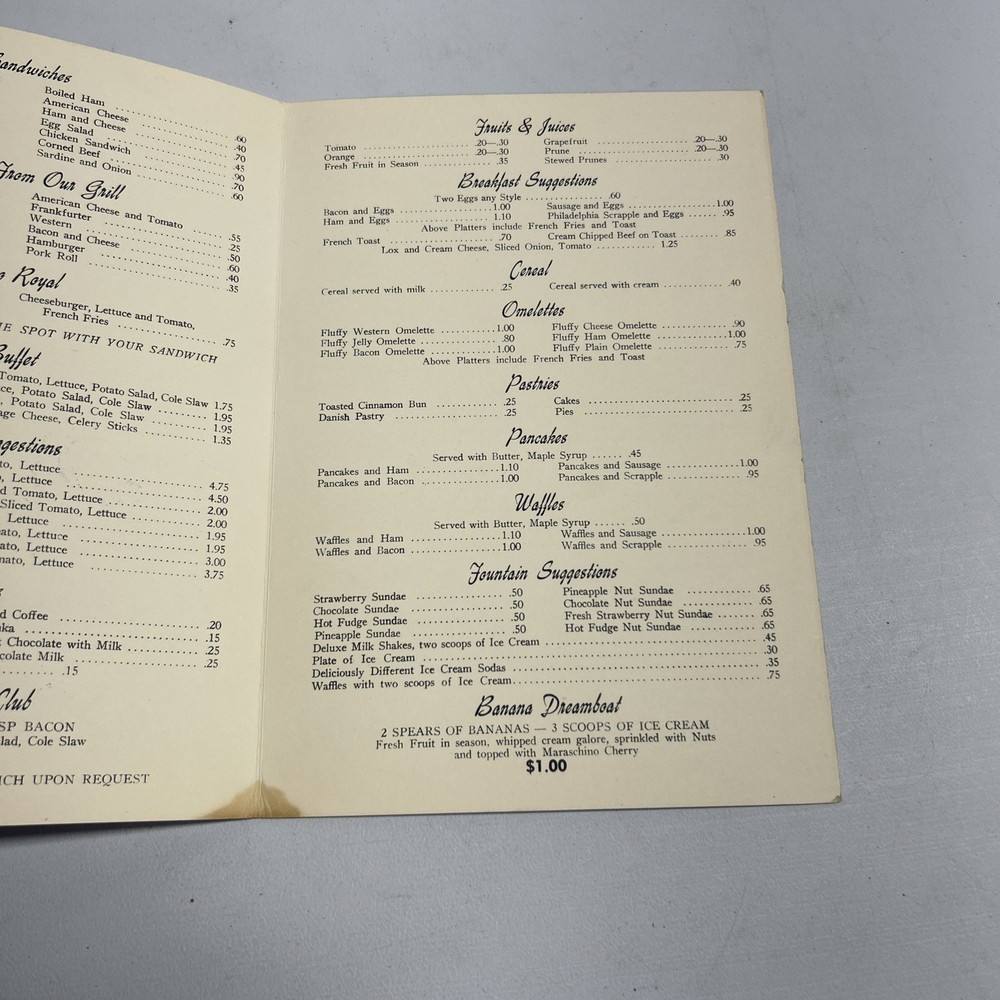 Sandwiches
Boiled Ham .60
American Cheese .40
Ham and Cheese .70
Egg Salad .45
Chicken Sandwich .90
Corned Beef .70
Sardine and Onion .60
From Our Grill
American Cheese and Tomato .55
Frankfurter .25
Western .50
Bacon and Cheese .60
Hamburger .40
Pork Roll .35
Royal
Cheeseburger, Lettuce and Tomato,
French Fries .75
SPOT WITH YOUR SANDWICH
Buffet
Tomato, Lettuce, Potato Salad, Cole Slaw 1.75
Potato Salad, Cole Slaw 1.95
Potato Salad, Cole Slaw 1.95
Cheese, Celery Sticks 1.35
Lettuce 4.75
Lettuce 4.50
Tomato, Lettuce 2.00
Sliced Tomato, Lettuce 2.00
Lettuce 1.95
Lettuce 1.95
Lettuce 3.00
Lettuce 3.75
Coffee .20
.15
Chocolate with Milk .25
Milk .25
.15
Club
BACON
Cole Slaw
UPON REQUEST
Fruits & Juices
Tomato .20—.30 Grapefruit .20—.30
Orange .20—.30 Prune .20—.30
Fresh Fruit in Season .35 Stewed Prunes .30
Breakfast Suggestions
Two Eggs any Style .60
Bacon and Eggs 1.00 Sausage and Eggs 1.00
Ham and Eggs 1.10 Philadelphia Scrapple and Eggs .95
Above Platters include French Fries and Toast
French Toast .70 Cream Chipped Beef on Toast .85
Lox and Cream Cheese, Sliced Onion, Tomato 1.25
Cereal
Cereal served with milk .25 Cereal served with cream .40
Omelettes
Fluffy Western Omelette 1.00 Fluffy Cheese Omelette .90
Fluffy Jelly Omelette .80 Fluffy Ham Omelette 1.00
Fluffy Bacon Omelette 1.00 Fluffy Plain Omelette .75
Above Platters include French Fries and Toast
Pastries
Toasted Cinnamon Bun .25 Cakes .25
Danish Pastry .25 Pies .25
Pancakes
Served with Butter, Maple Syrup .45
Pancakes and Ham 1.10 Pancakes and Sausage 1.00
Pancakes and Bacon 1.00 Pancakes and Scrapple .95
Waffles
Served with Butter, Maple Syrup .50
Waffles and Ham 1.10 Waffles and Sausage 1.00
Waffles and Bacon 1.00 Waffles and Scrapple .95
Fountain Suggestions
Strawberry Sundae .50 Pineapple Nut Sundae .65
Chocolate Sundae .50 Chocolate Nut Sundae .65
Hot Fudge Sundae .50 Fresh Strawberry Nut Sundae .65
Pineapple Sundae .50 Hot Fudge Nut Sundae .65
Deluxe Milk Shakes, two scoops of Ice Cream .45
Plate of Ice Cream .30
Deliciously Different Ice Cream Sodas .35
Waffles with two scoops of Ice Cream .75
Banana Dreamboat
2 SPEARS OF BANANAS — 3 SCOOPS OF ICE CREAM
Fresh Fruit in season, whipped cream galore, sprinkled with Nuts
and topped with Maraschino Cherry
$1.00